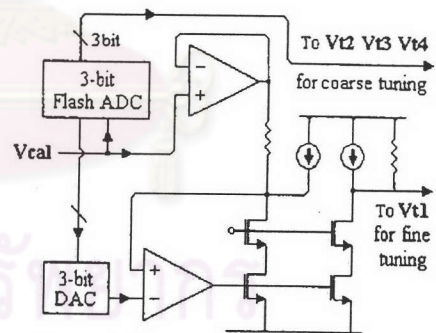 3bit
To Vt2 Vt3 Vt4
for coarse tuning
3-bit
Flash ADC
-
+
Vcal
To Vt1
for fine
tuning
+
-
3-bit
DAC